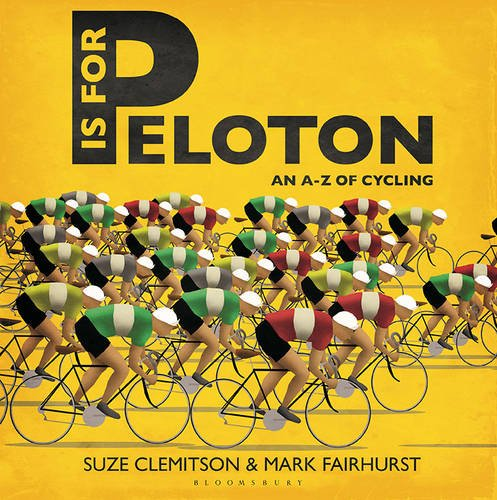 P IS FOR
PELOTON
AN A-Z OF CYCLING
SUZE CLEMITSON & MARK FAIRHURST
BLOOMSBURY